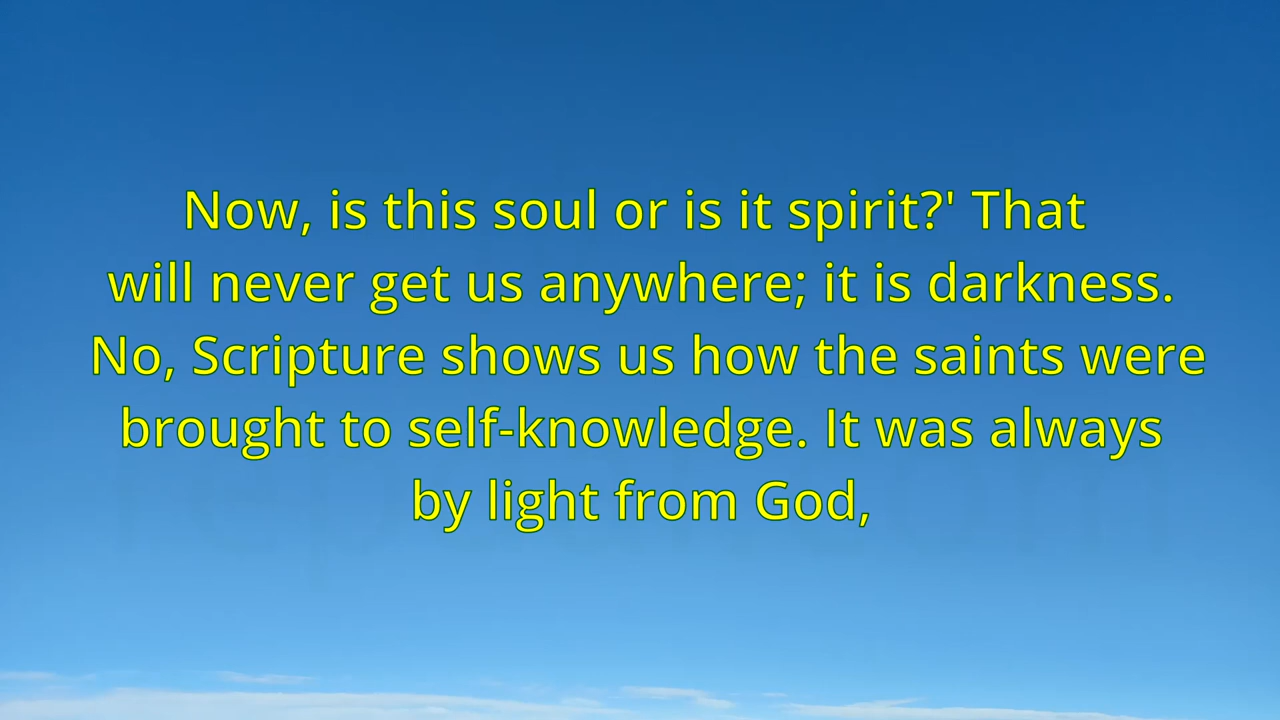 Now, is this soul or is it spirit?' That
will never get us anywhere; it is darkness.
No, Scripture shows us how the saints were
brought to self-knowledge. It was always
by light from God,